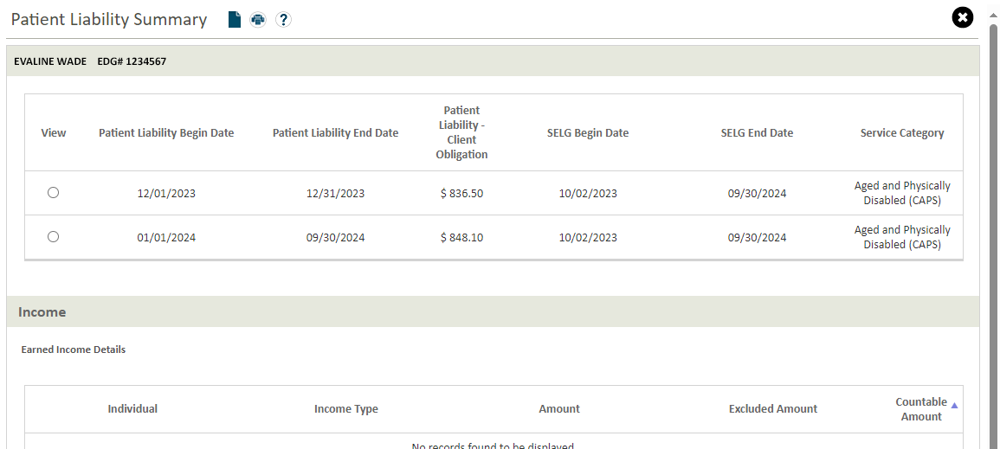 Patient Liability Summary ?
EVALINE WADE EDG# 1234567
View Patient Liability Begin Date Patient Liability End Date Patient Liability - Client Obligation SELG Begin Date SELG End Date Service Category
12/01/2023 12/31/2023 $ 836.50 10/02/2023 09/30/2024 Aged and Physically Disabled (CAPS)
01/01/2024 09/30/2024 $ 848.10 10/02/2023 09/30/2024 Aged and Physically Disabled (CAPS)
Income
Earned Income Details
Individual Income Type Amount Excluded Amount Countable Amount
No records found to be displayed